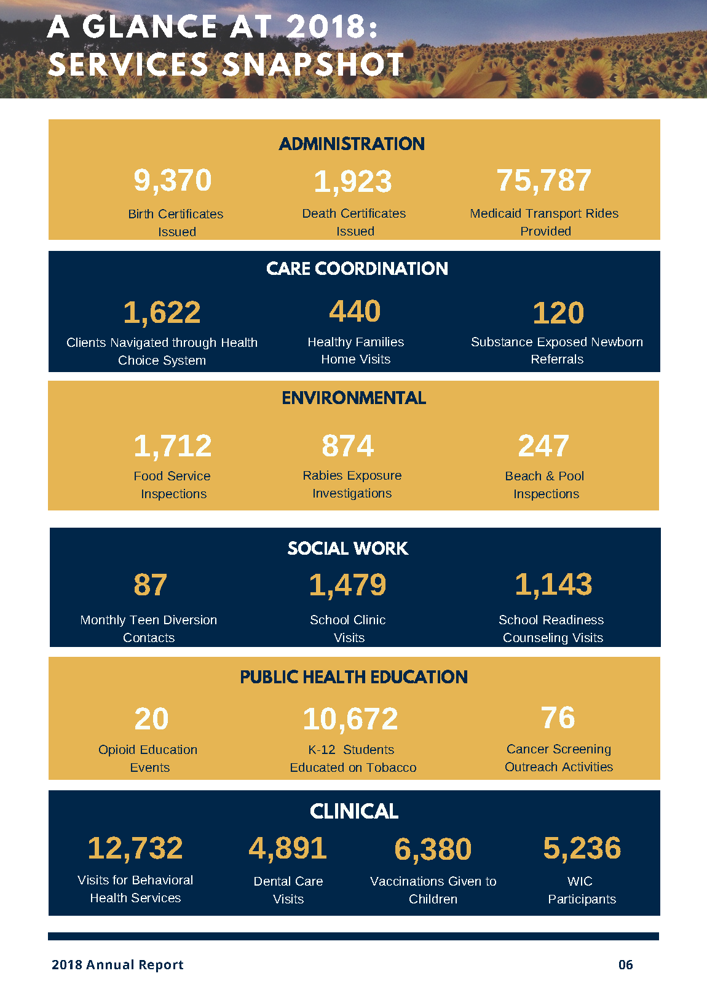 A GLANCE AT 2018:
SERVICES SNAPSHOT
ADMINISTRATION
9,370 1,923 75,787
Birth Certificates Death Certificates Medicaid Transport Rides
Issued Issued Provided
CARE COORDINATION
1,622 440 120
Clients Navigated through Health Healthy Families Substance Exposed Newborn
Choice System Home Visits Referrals
ENVIRONMENTAL
1,712 874 247
Food Service Rabies Exposure Beach & Pool
Inspections Investigations Inspections
SOCIAL WORK
87 1,479 1,143
Monthly Teen Diversion School Clinic School Readiness
Contacts Visits Counseling Visits
PUBLIC HEALTH EDUCATION
20 10,672 76
Opioid Education K-12 Students Cancer Screening
Events Educated on Tobacco Outreach Activities
CLINICAL
12,732 4,891 6,380 5,236
Visits for Behavioral Dental Care Vaccinations Given to WIC
Health Services Visits Children Participants
2018 Annual Report 06